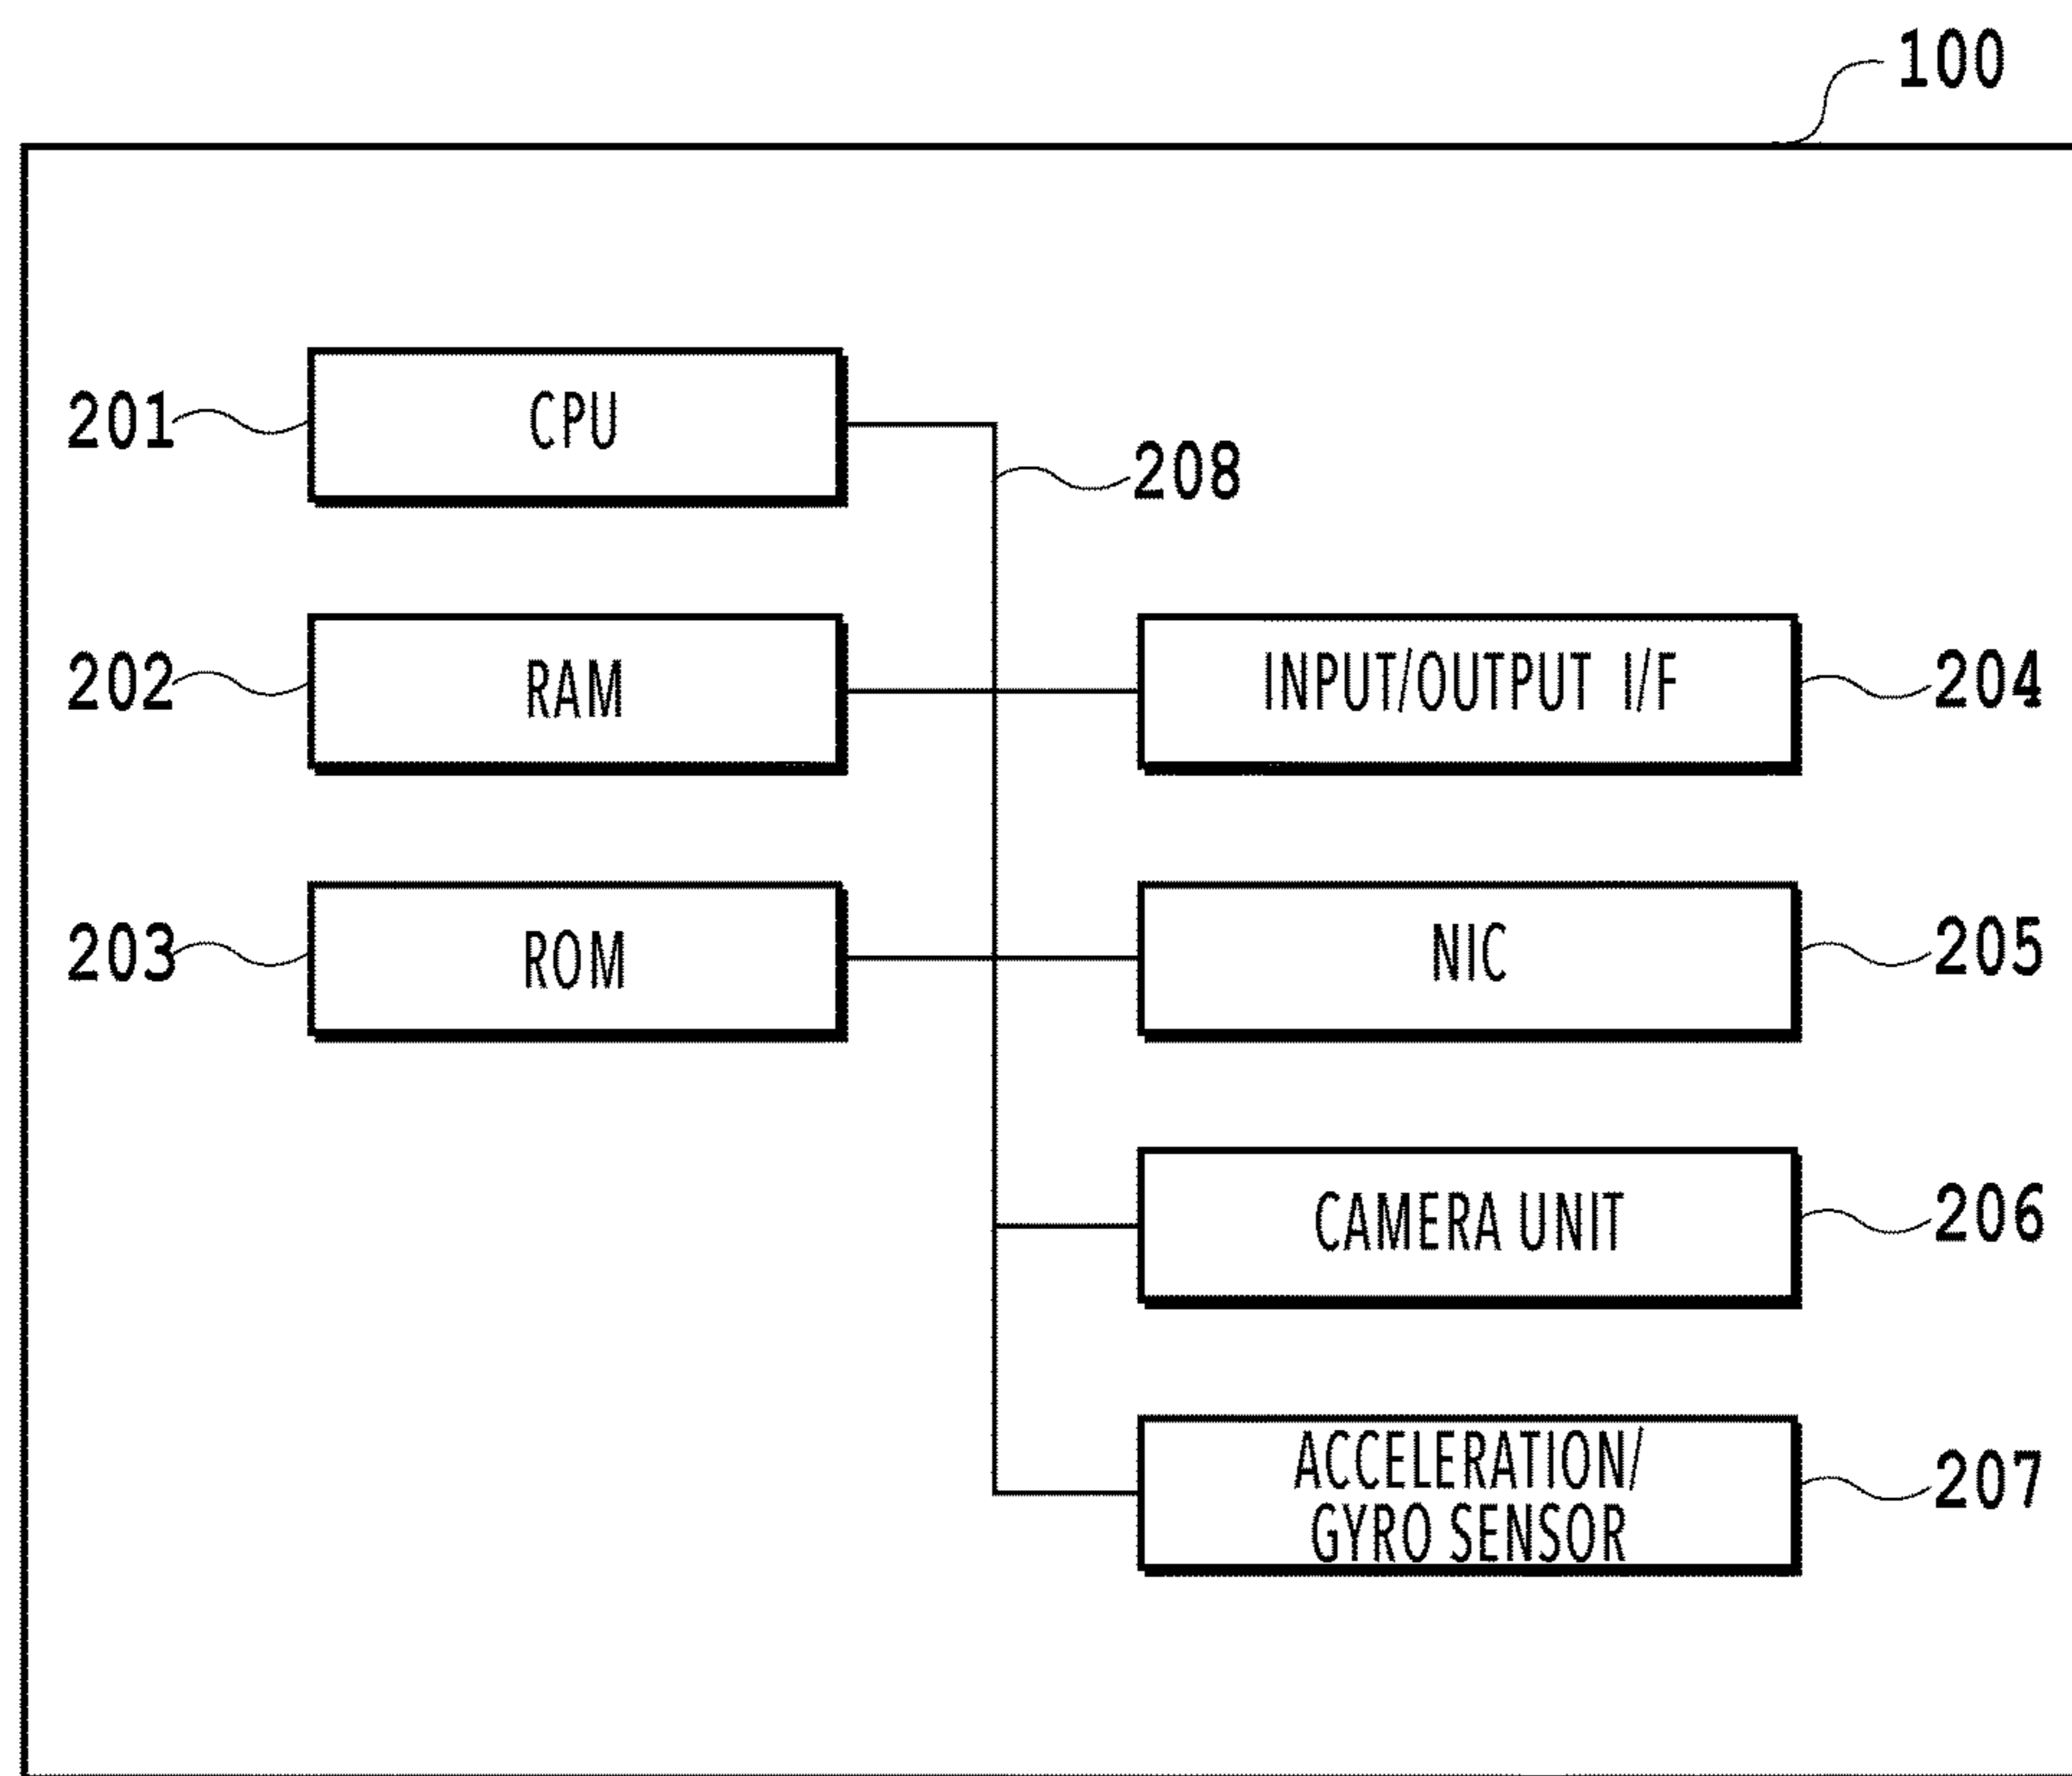 100
201 CPU
208
202 RAM
INPUT/OUTPUT I/F 204
203 ROM
NIC 205
CAMERA UNIT 206
ACCELERATION/
GYRO SENSOR
207